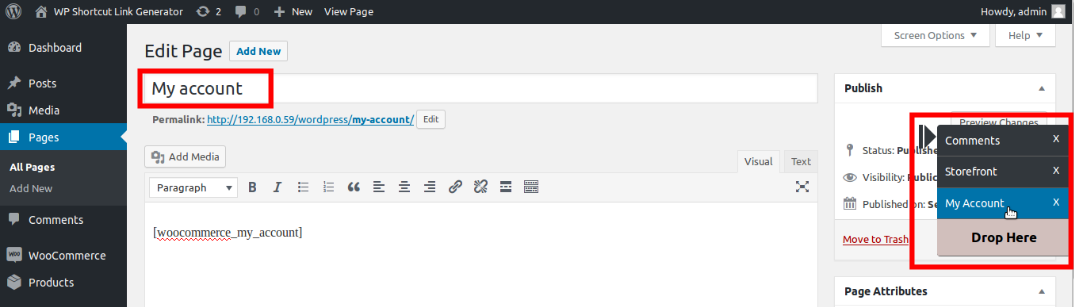 WP Shortcut Link Generator 2 0 + New View Page Howdy, admin
Dashboard
Posts
Media
Pages
All Pages
Add New
Comments
WooCommerce
Products
Screen Options Help
Edit Page Add New
My account
Permalink: http://192.168.0.59/wordpress/my-account/ Edit
Add Media
Visual Text
Paragraph B I
[woocommerce_my_account]
Publish
Preview Changes
Status: Publishe
Visibility: Public
Published on: Se
Move to Trash
Comments X
Storefront X
My Account X
Drop Here
Page Attributes